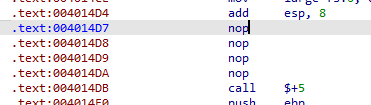 .text:004014D4 add esp, 8
.text:004014D7 nop
.text:004014D8 nop
.text:004014D9 nop
.text:004014DA nop
.text:004014DB call $+5
.text:004014E0 push ebp